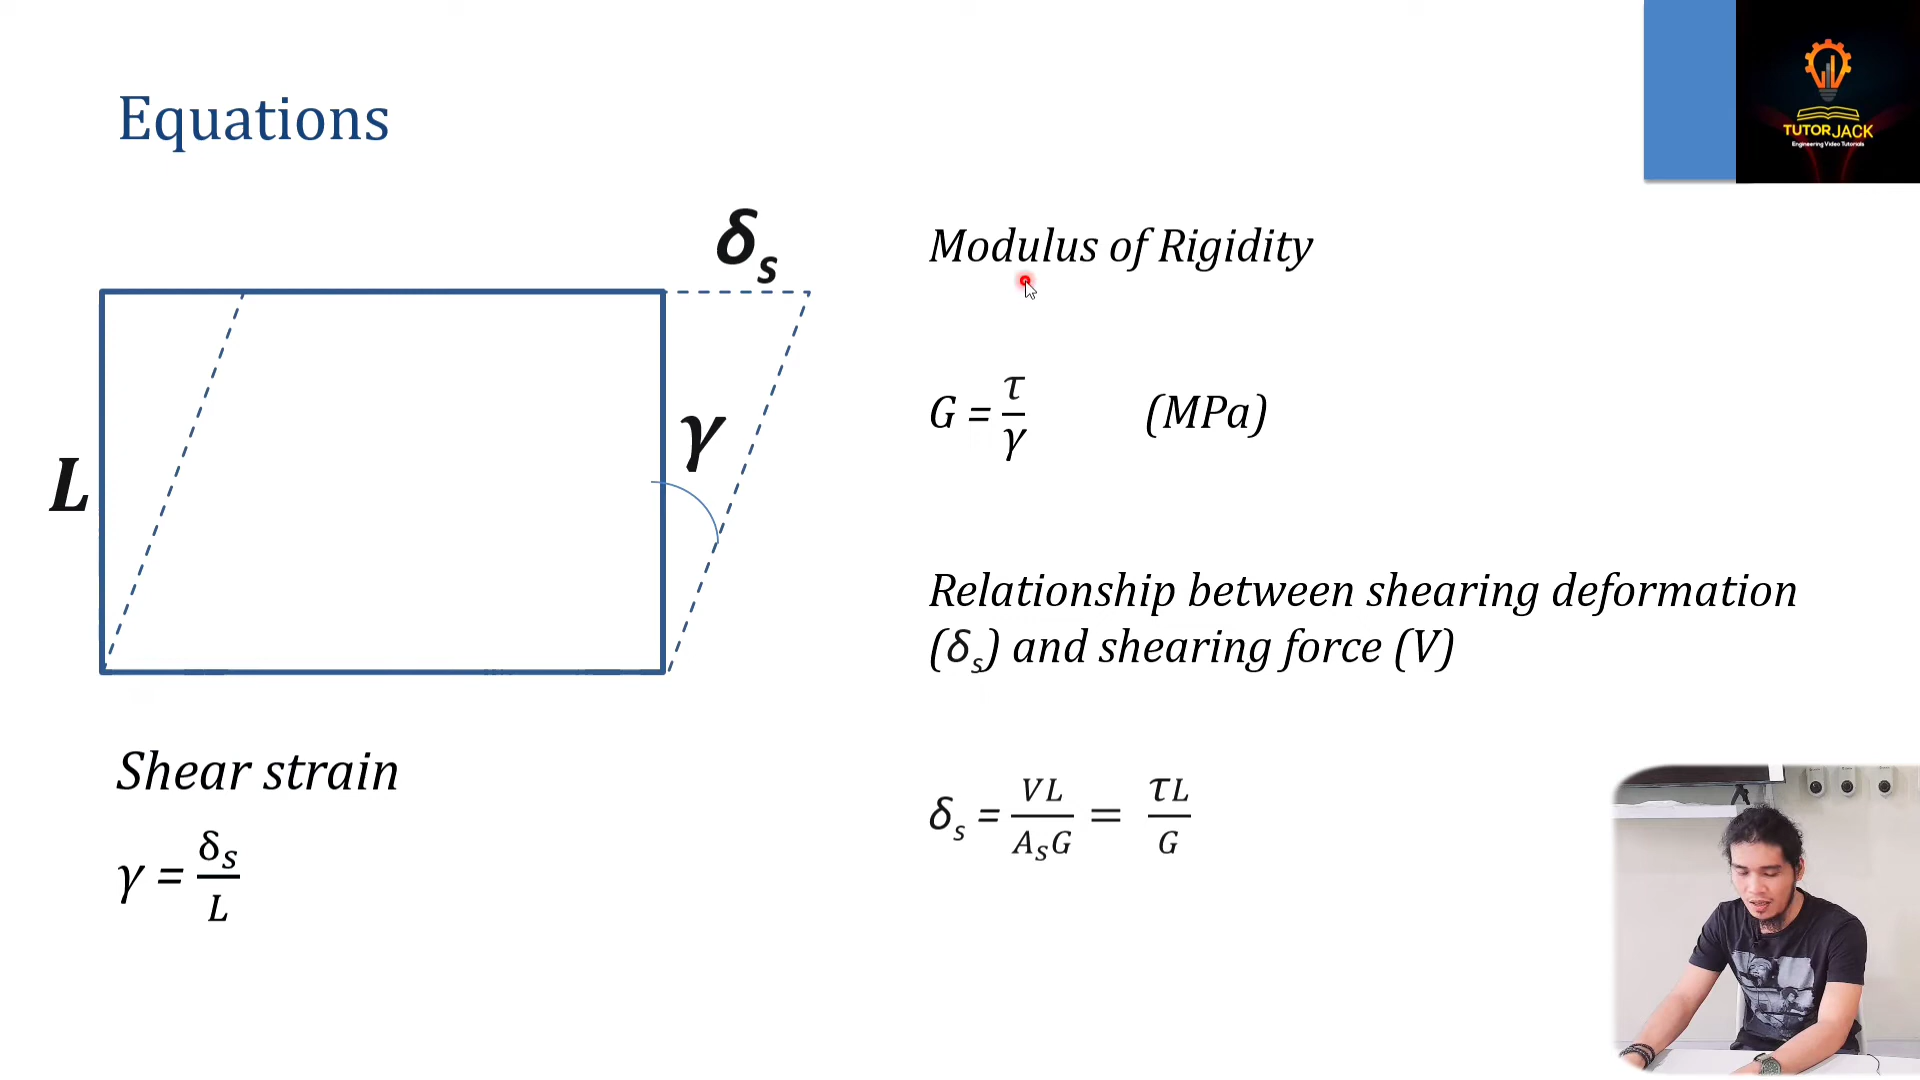 Equations
TUTORJACK
Engineering Video Tutorials
δₛ
γ
L
Shear strain
γ = δₛ/L
Modulus of Rigidity
G = τ/γ (MPa)
Relationship between shearing deformation
(δₛ) and shearing force (V)
δₛ = VL/AₛG = τL/G